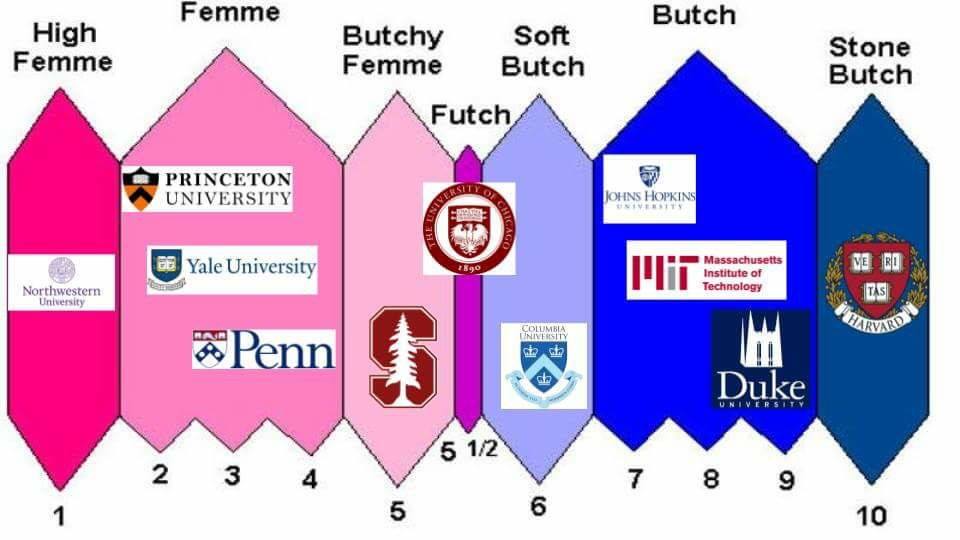 High
Femme
Femme
Butchy
Femme
Futch
Soft
Butch
Butch
Stone
Butch
Northwestern
University
PRINCETON
UNIVERSITY
Yale University
Penn
THE UNIVERSITY OF CHICAGO
1890
S
COLUMBIA
UNIVERSITY
JOHNS HOPKINS
UNIVERSITY
MIT
Massachusetts
Institute of
Technology
Duke
UNIVERSITY
VE RI
TAS
HARVARD
1
2
3
4
5
5 1/2
6
7
8
9
10